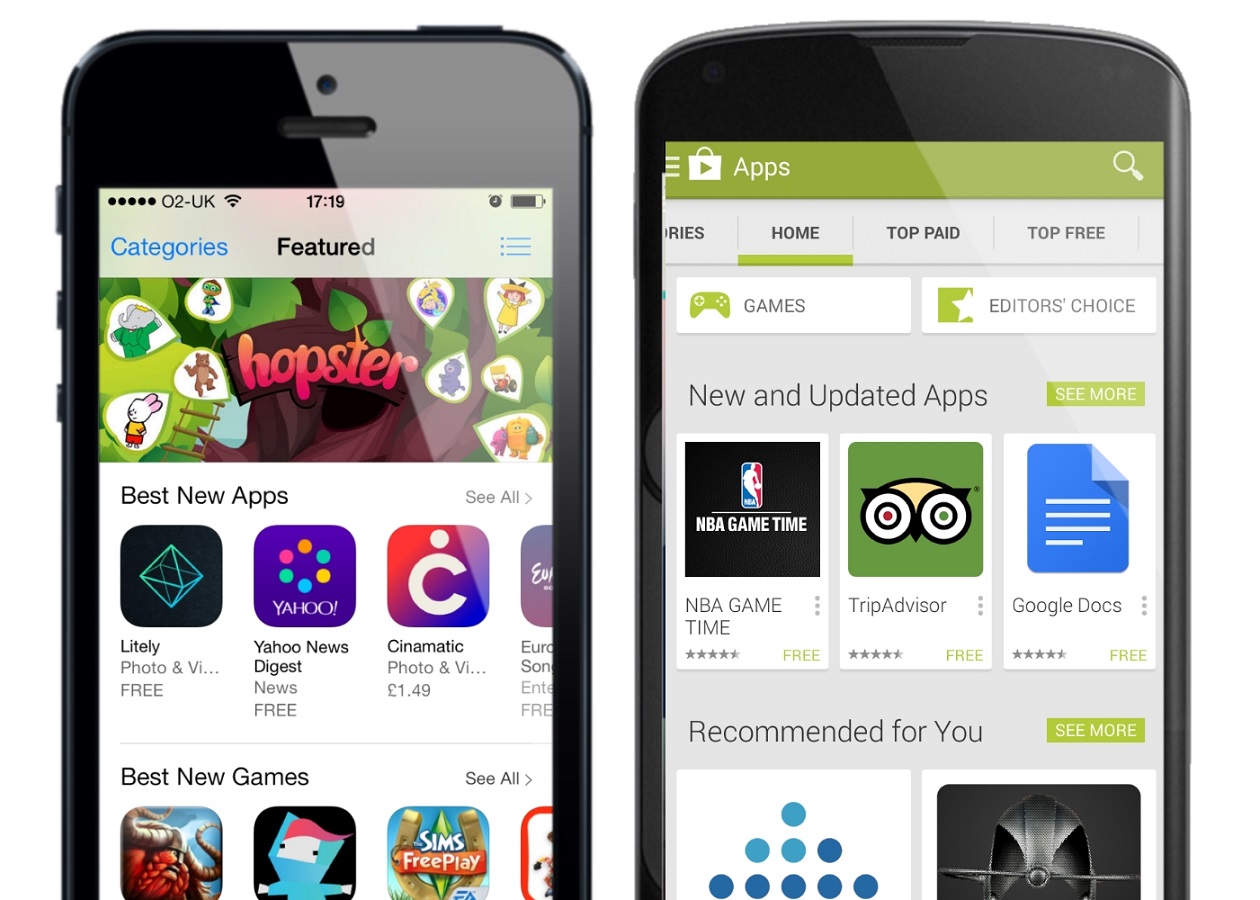 O2-UK
17:19
Categories
Featured
hopster
Best New Apps
See All >
YAHOO!
Litely
Photo & Vi...
FREE
Yahoo News
Digest
News
FREE
Cinamatic
Photo & Vi...
£1.49
Euro
Song
Ente
FRE
Best New Games
See All >
THE SIMS
FreePlay
EA
Apps
ORIES
HOME
TOP PAID
TOP FREE
GAMES
EDITORS' CHOICE
New and Updated Apps
SEE MORE
NBA
NBA GAME TIME
NBA GAME
TIME
FREE
TripAdvisor
FREE
Google Docs
FREE
Recommended for You
SEE MORE